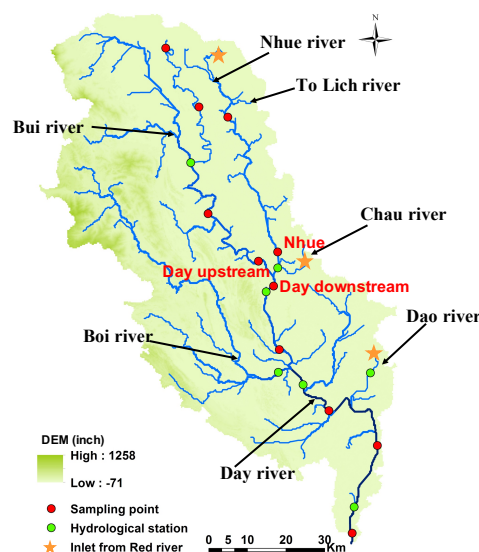 N
Nhue river
To Lich river
Bui river
Chau river
Nhue
Day upstream
Day downstream
Dao river
Boi river
Day river
DEM (inch)
High : 1258
Low : -71
Sampling point
Hydrological station
Inlet from Red river
0 5 10 20 30
Km